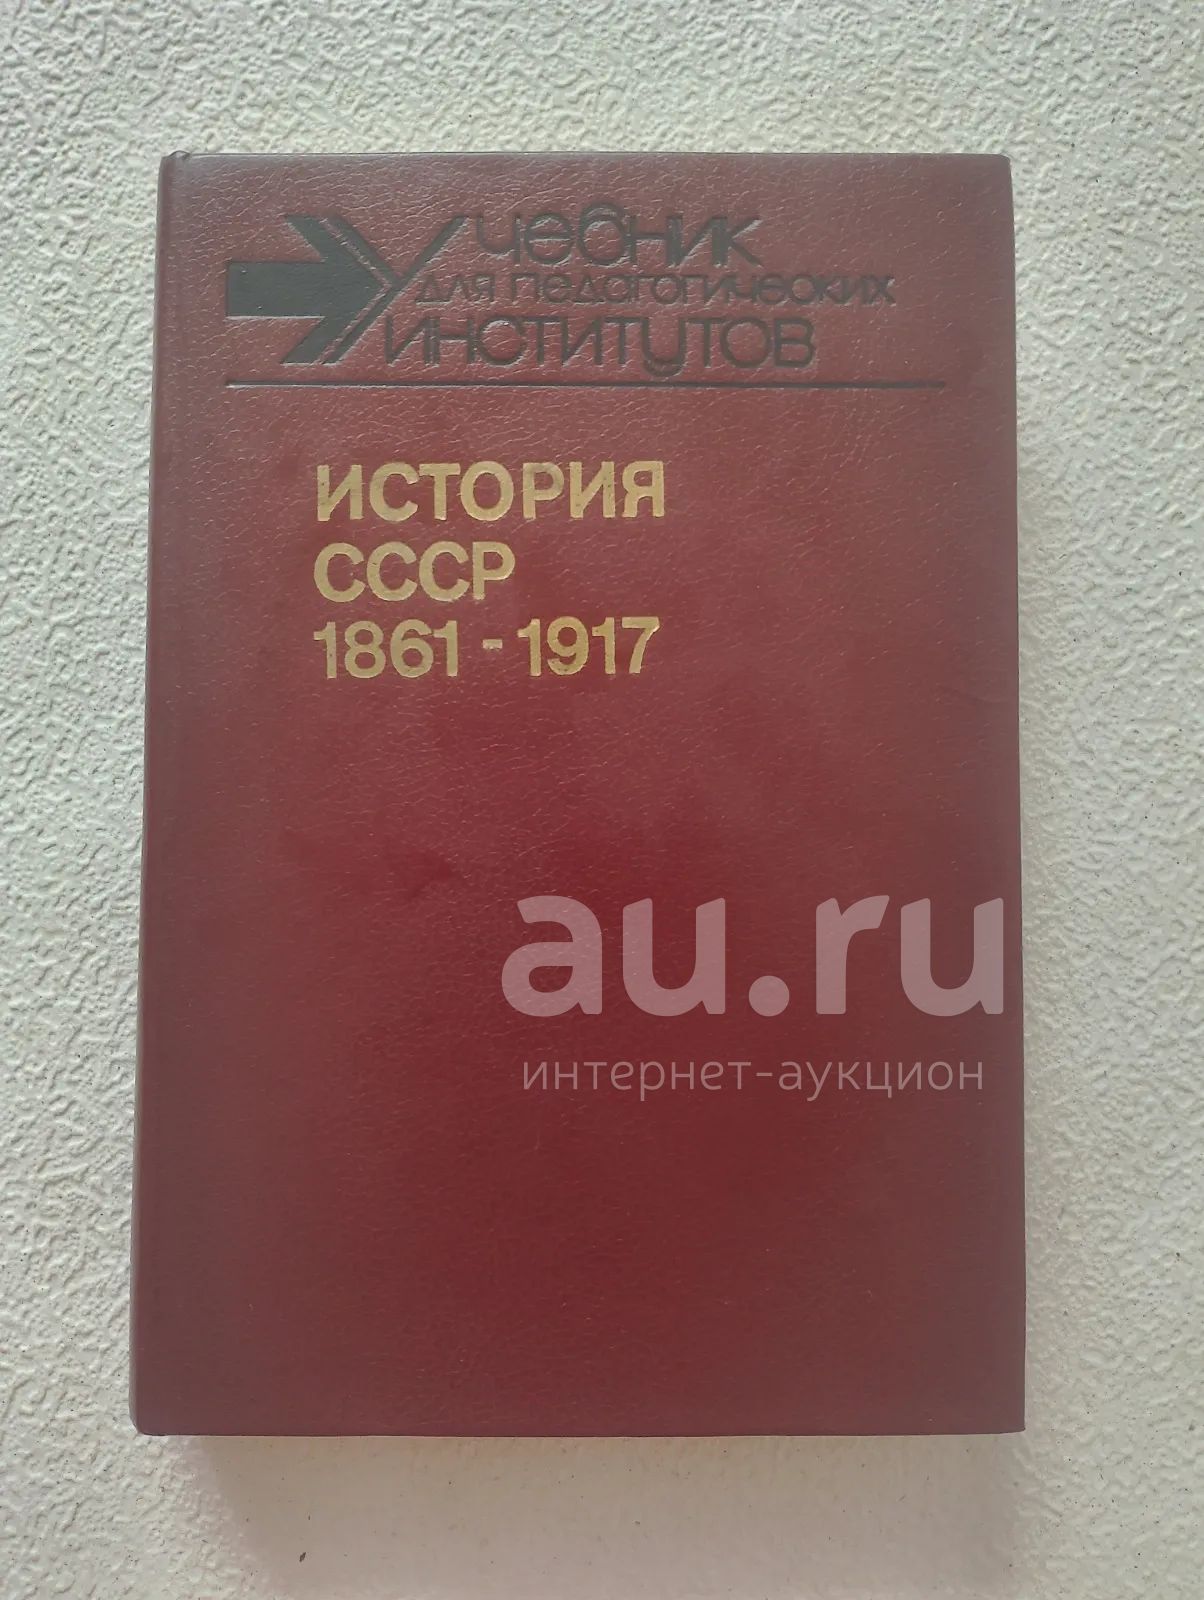 Учебник
для педагогических
институтов
ИСТОРИЯ
СССР
1861-1917
au.ru
интернет-аукцион